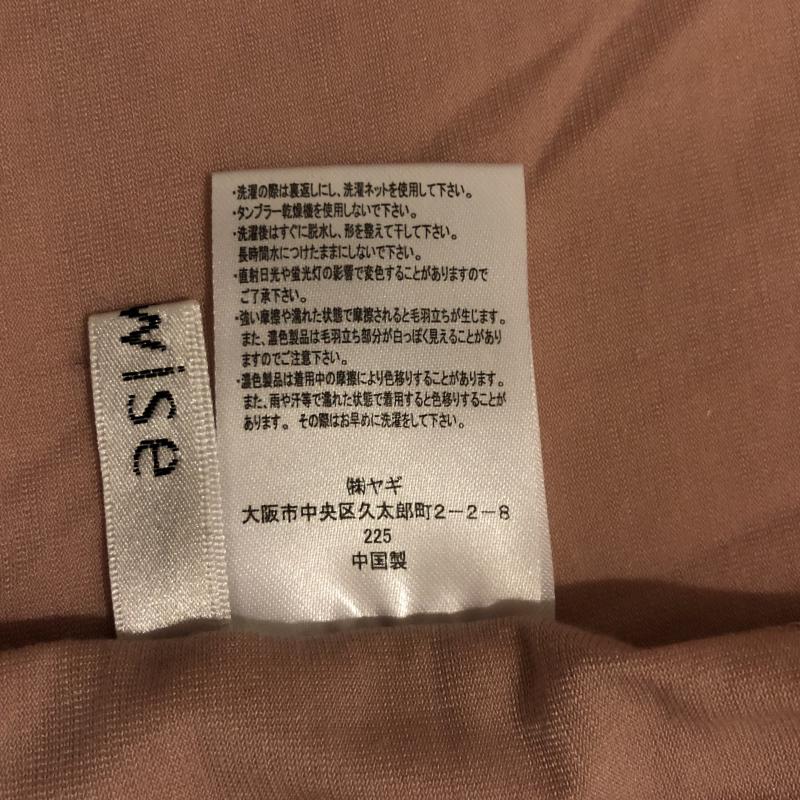 ・洗濯の際は裏返しにし、洗濯ネットを使用して下さい。
・タンブラー乾燥機を使用しないで下さい。
・洗濯後はすぐに脱水し、形を整えて干して下さい。
長時間水につけたままにしないで下さい。
・直射日光や蛍光灯の影響で変色することがありますので
ご了承下さい。
・強い摩擦や濡れた状態で摩擦されると毛羽立ちが生じます。
また、濃色製品は毛羽立ち部分が白っぽく見えることがあり
ますのでご注意下さい。
・濃色製品は着用中の摩擦により色移りすることがあります。
また、雨や汗等で濡れた状態で着用すると色移りすることが
あります。 その際はお早めに洗濯をして下さい。
㈱ヤギ
大阪市中央区久太郎町2-2-8
225
中国製
wise